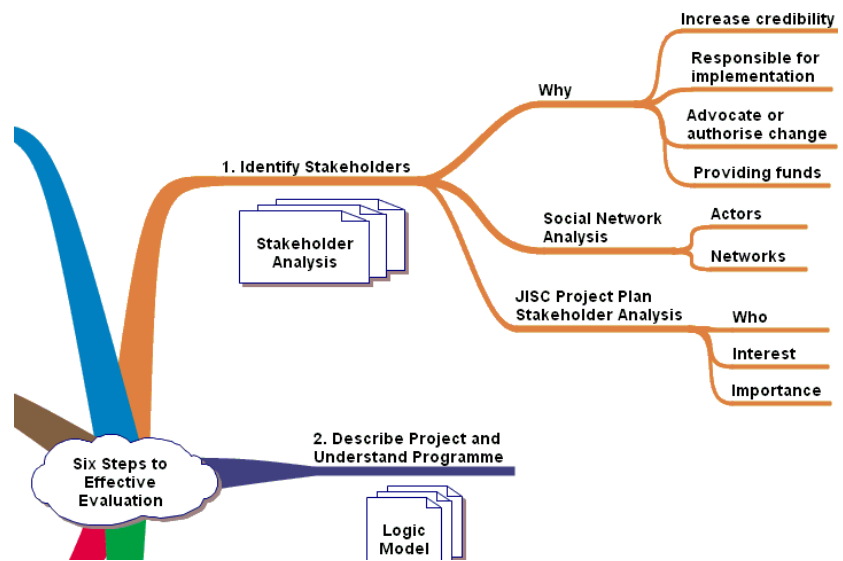 Increase credibility
Responsible for
implementation
Why
Advocate or
authorise change
1. Identify Stakeholders
Providing funds
Stakeholder
Analysis
Social Network
Analysis
Actors
Networks
JISC Project Plan
Stakeholder Analysis
Who
Interest
Importance
2. Describe Project and
Understand Programme
Six Steps to
Effective
Evaluation
Logic
Model